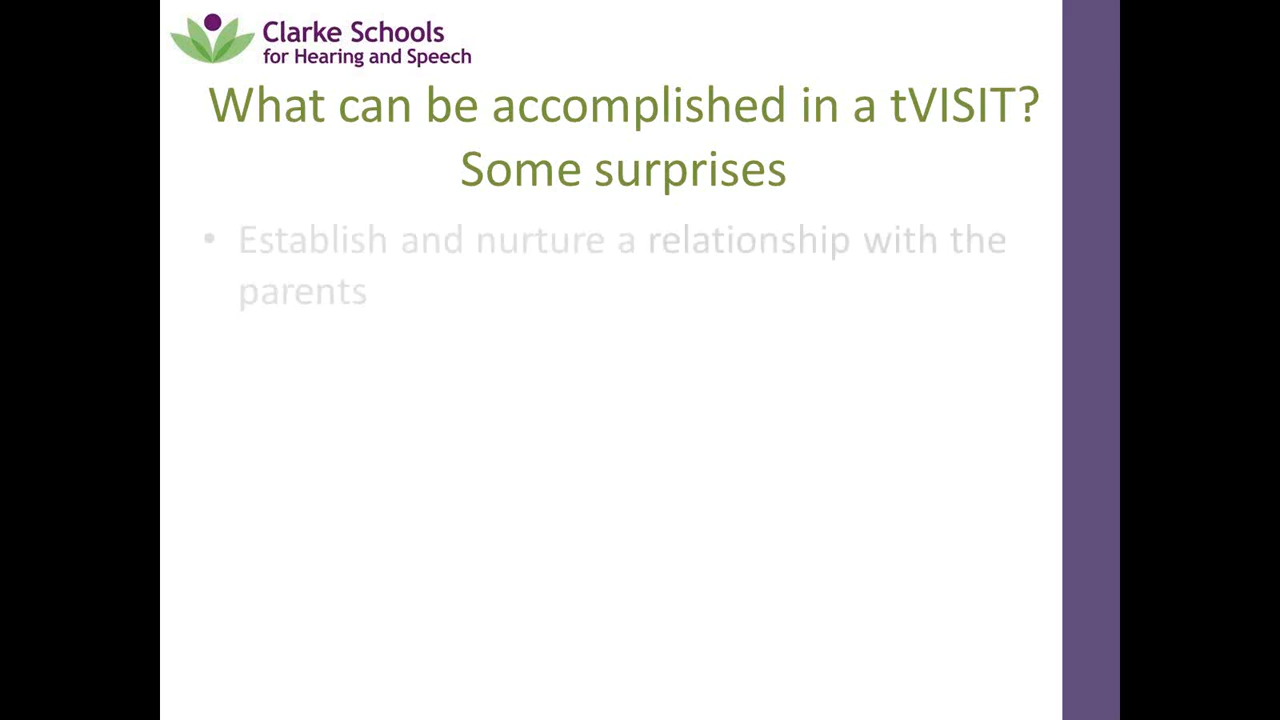 Clarke Schools
for Hearing and Speech
What can be accomplished in a tVISIT?
Some surprises
• Establish and nurture a relationship with the
parents